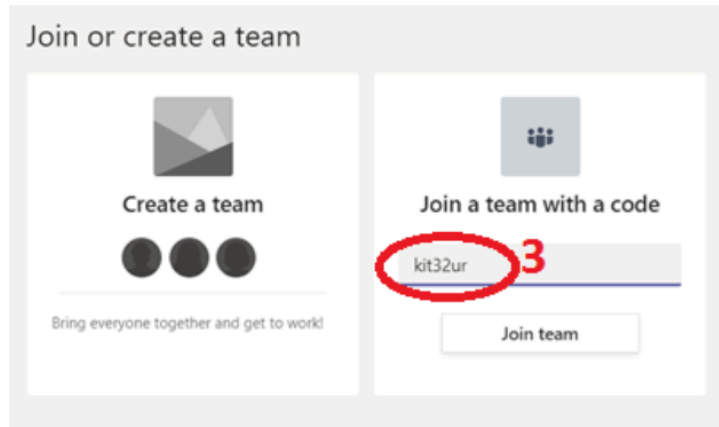 Join or create a team
Create a team
Bring everyone together and get to work!
Join a team with a code
kit32ur
3
Join team